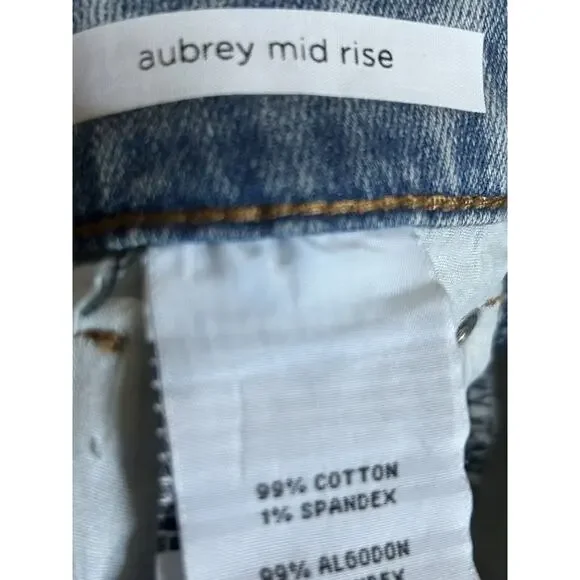 aubrey mid rise
99% COTTON
1% SPANDEX
99% ALGODON